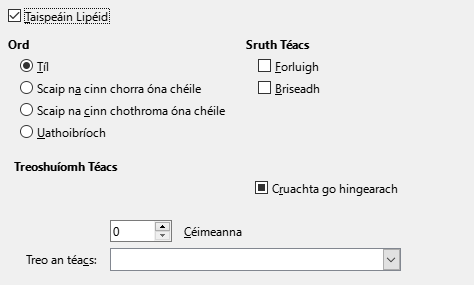 Taispeáin Lipéid
Ord
Tíl
Scaip na cinn chorra óna chéile
Scaip na cinn chothroma óna chéile
Uathoibríoch
Sruth Téacs
Forluigh
Briseadh
Treoshuíomh Téacs
Cruachta go hingearach
0 Céimeanna
Treo an téacs: